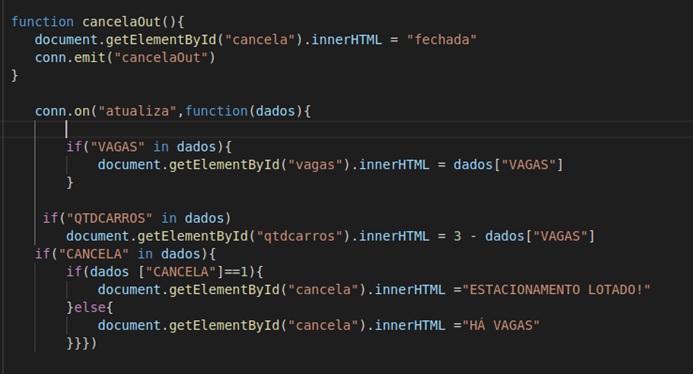 function cancelaOut(){
document.getElementById("cancela").innerHTML = "fechada"
conn.emit("cancelaOut")
}
conn.on("atualiza",function(dados){
if("VAGAS" in dados){
document.getElementById("vagas").innerHTML = dados["VAGAS"]
}
if("QTDCARROS" in dados)
document.getElementById("qtdcarros").innerHTML = 3 - dados["VAGAS"]
if("CANCELA" in dados){
if(dados ["CANCELA"]==1){
document.getElementById("cancela").innerHTML ="ESTACIONAMENTO LOTADO!"
}else{
document.getElementById("cancela").innerHTML ="HÁ VAGAS"
}}})